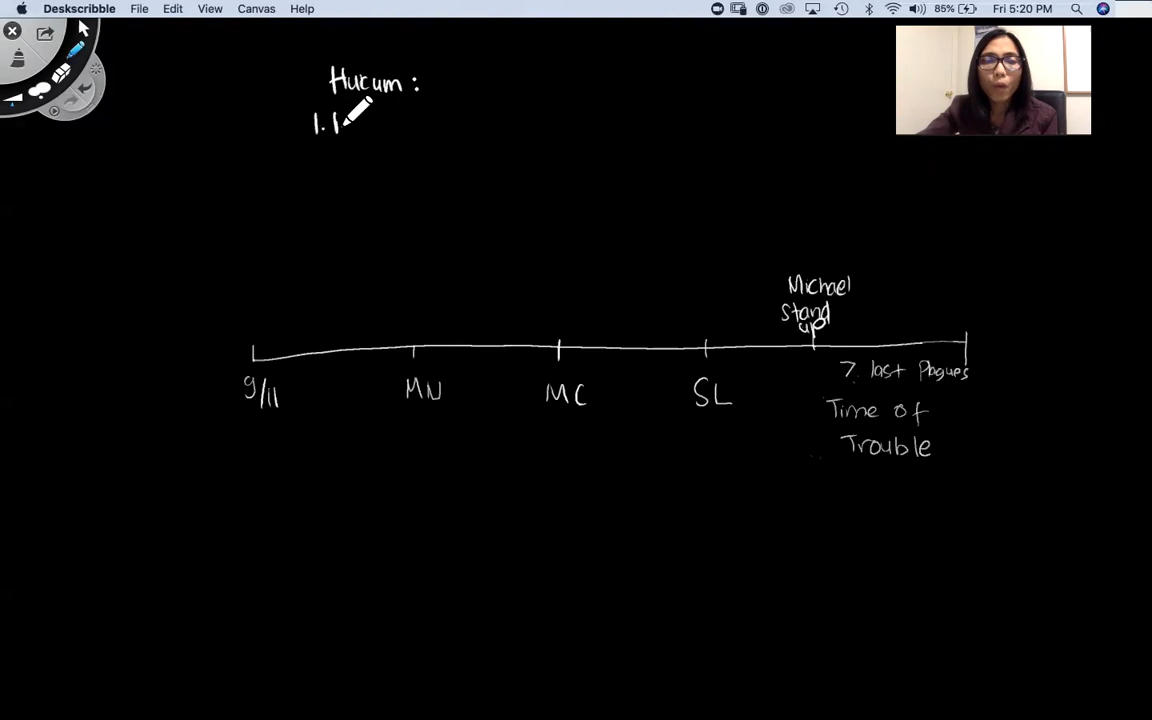 Deskscribble File Edit View Canvas Help
85% Fri 5:20 PM
Hukum :
1. 1
Michael
Stand
up
9/11 MN MC SL
7 last Plagues
Time of
Trouble